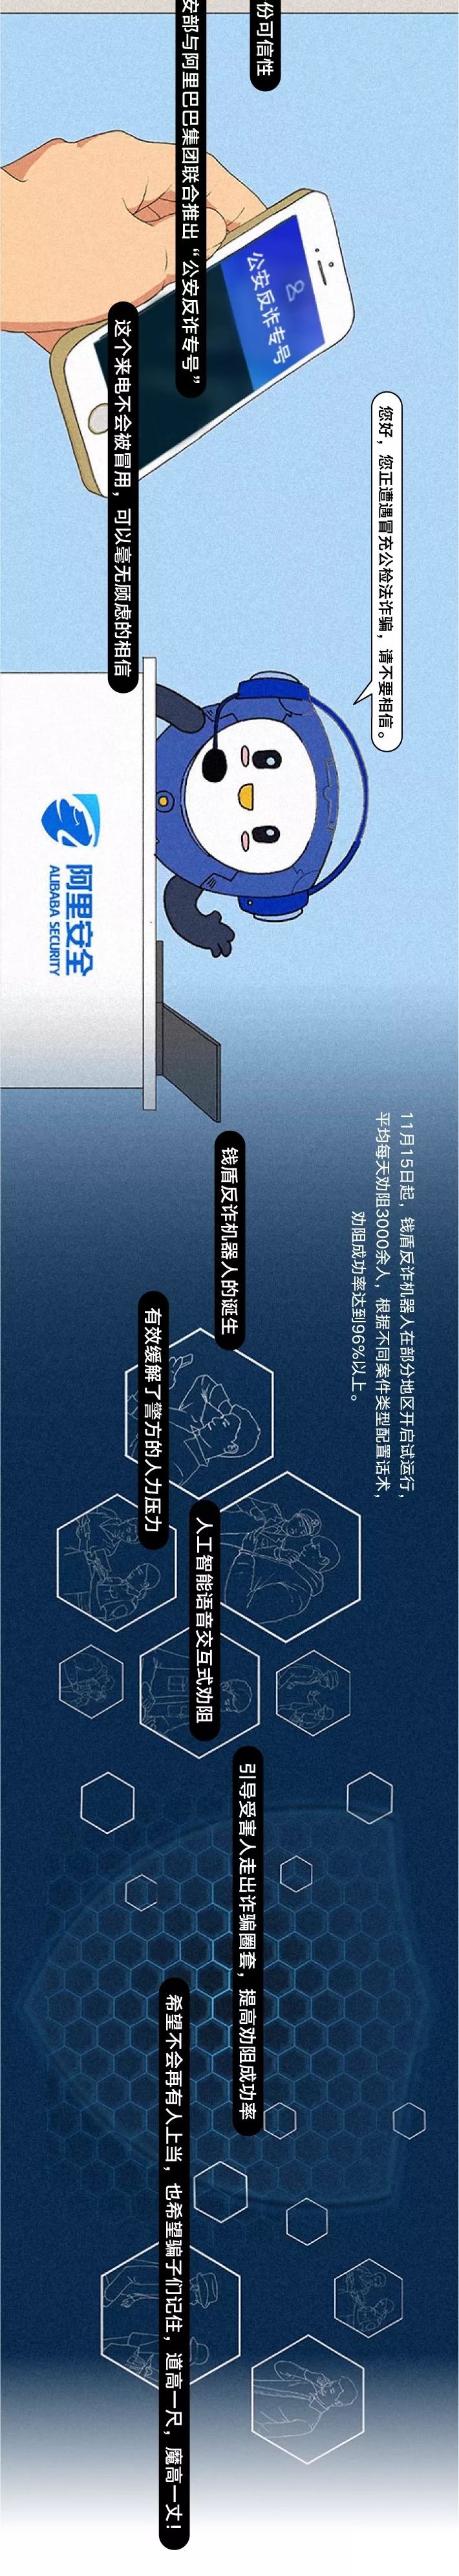 份可信性
安部与阿里巴巴集团联合推出“公安反诈专号”
公安反诈专号
这个来电不会被冒用，可以毫无顾虑的相信
您好，您正遭遇冒充公检法诈骗，请不要相信。
阿里安全
ALIBABA SECURITY
11月15日起，钱盾反诈机器人在部分地区开启试运行，
平均每天劝阻3000余人，根据不同案件类型配置话术，
劝阻成功率达到96%以上。
钱盾反诈机器人的诞生
有效缓解了警方的人力压力
人工智能语音交互式劝阻
引导受害人走出诈骗圈套，提高劝阻成功率
希望不会再有人上当，也希望骗子们记住，道高一尺，魔高一丈！